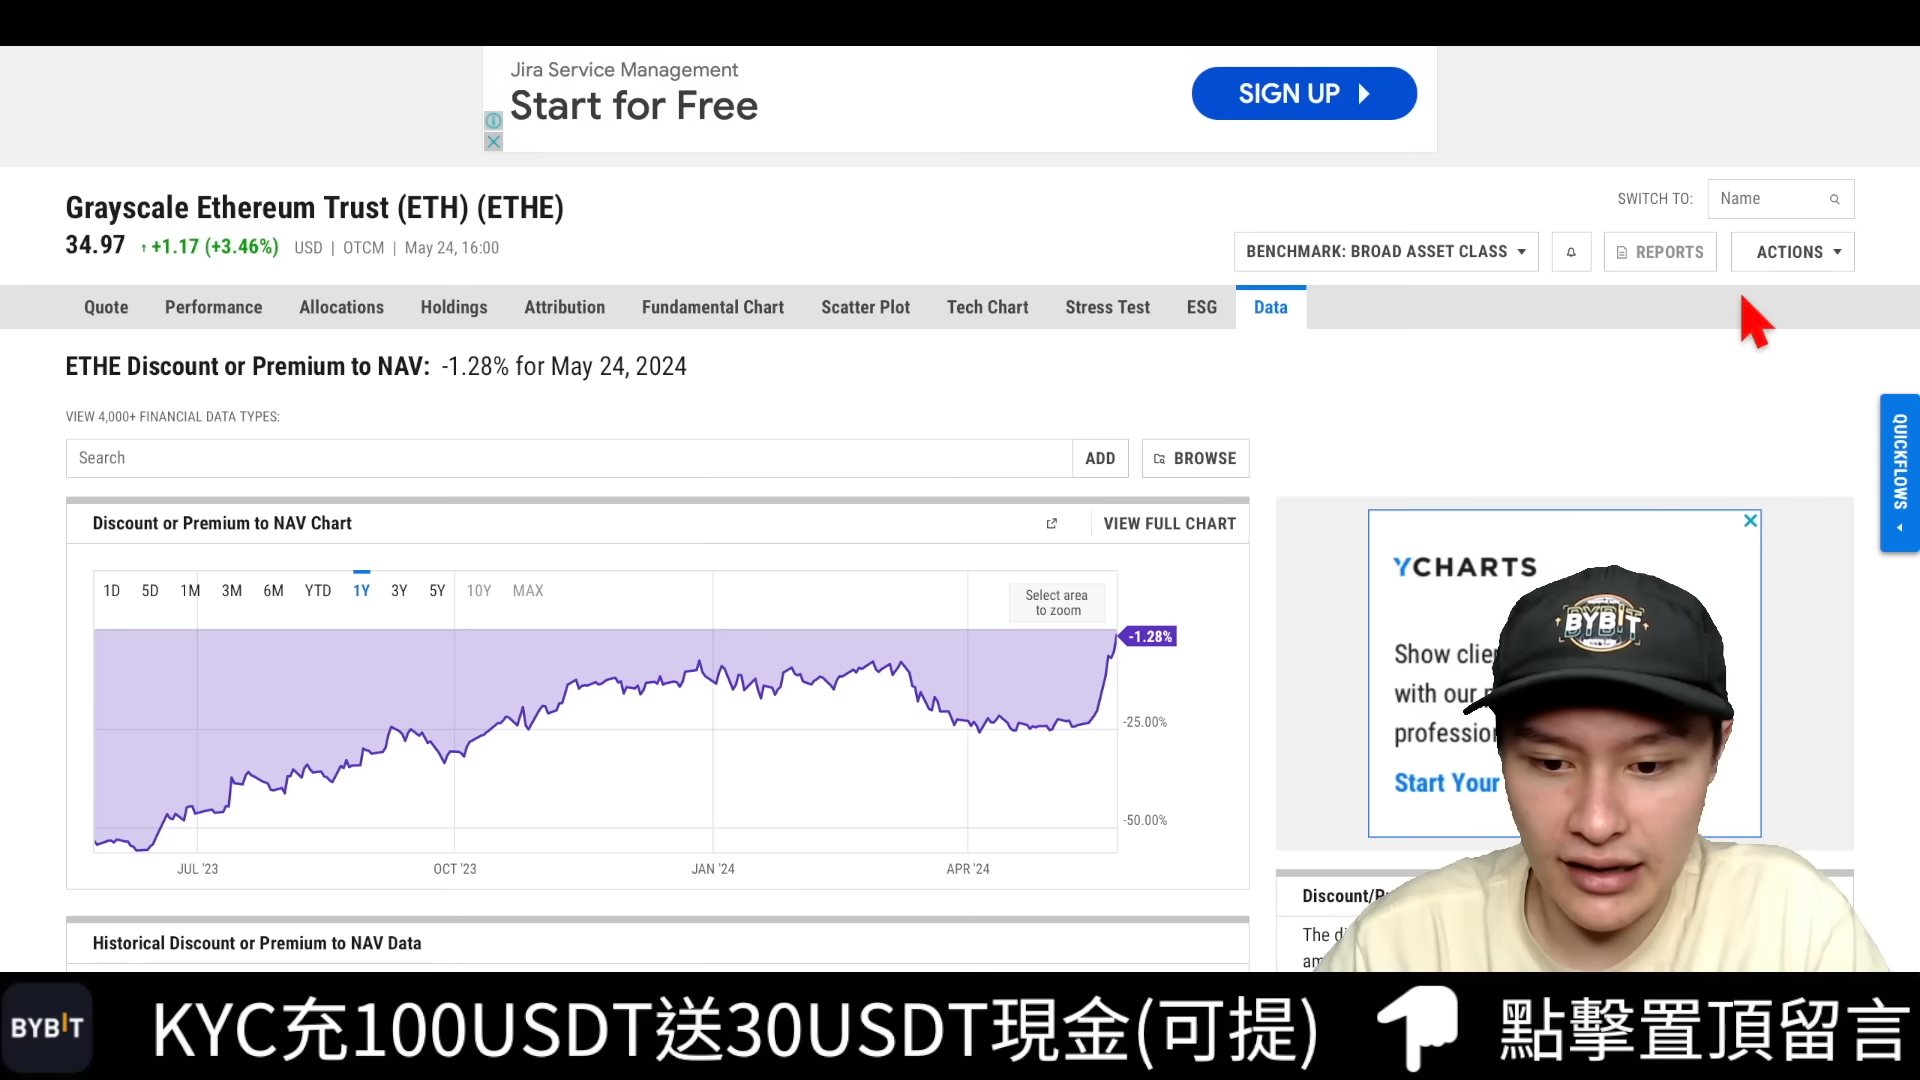 Jira Service Management
Start for Free
SIGN UP
Grayscale Ethereum Trust (ETH) (ETHE)
34.97 ↑ +1.17 (+3.46%) USD | OTCM | May 24, 16:00
SWITCH TO: Name
BENCHMARK: BROAD ASSET CLASS
REPORTS
ACTIONS
Quote Performance Allocations Holdings Attribution Fundamental Chart Scatter Plot Tech Chart Stress Test ESG Data
ETHE Discount or Premium to NAV: -1.28% for May 24, 2024
VIEW 4,000+ FINANCIAL DATA TYPES:
Search ADD BROWSE
QUICKFLOWS
Discount or Premium to NAV Chart VIEW FULL CHART
1D 5D 1M 3M 6M YTD 1Y 3Y 5Y 10Y MAX
Select area
to zoom
-1.28%
-25.00%
-50.00%
JUL '23 OCT '23 JAN '24 APR '24
YCHARTS
Show
with our
Start Your
BYBIT
Historical Discount or Premium to NAV Data
The
BYBIT KYC充100USDT送30USDT現金(可提) 點擊置頂留言